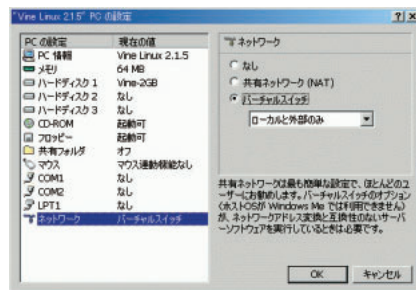 "Vine Linux 2.1.5" PC の設定
PC の設定 現在の値
PC 情報 Vine Linux 2.1.5
メモリ 64 MB
ハードディスク 1 Vine-2GB
ハードディスク 2 なし
ハードディスク 3 なし
CD-ROM 起動可
フロッピー 起動可
共有フォルダ オフ
マウス マウス連動機能なし
COM1 なし
COM2 なし
LPT1 なし
ネットワーク バーチャルスイッチ
ネットワーク
なし
共有ネットワーク (NAT)
バーチャルスイッチ
ローカルと外部のみ
共有ネットワークは最も簡単な設定で、ほとんどのユ
ーザーにお勧めします。バーチャルスイッチのオプション
(ホストOSが Windows Me では利用できません)
が、ネットワークアドレス変換と互換性のないサーバ
ーソフトウェアを実行しているときは必要です。
OK キャンセル